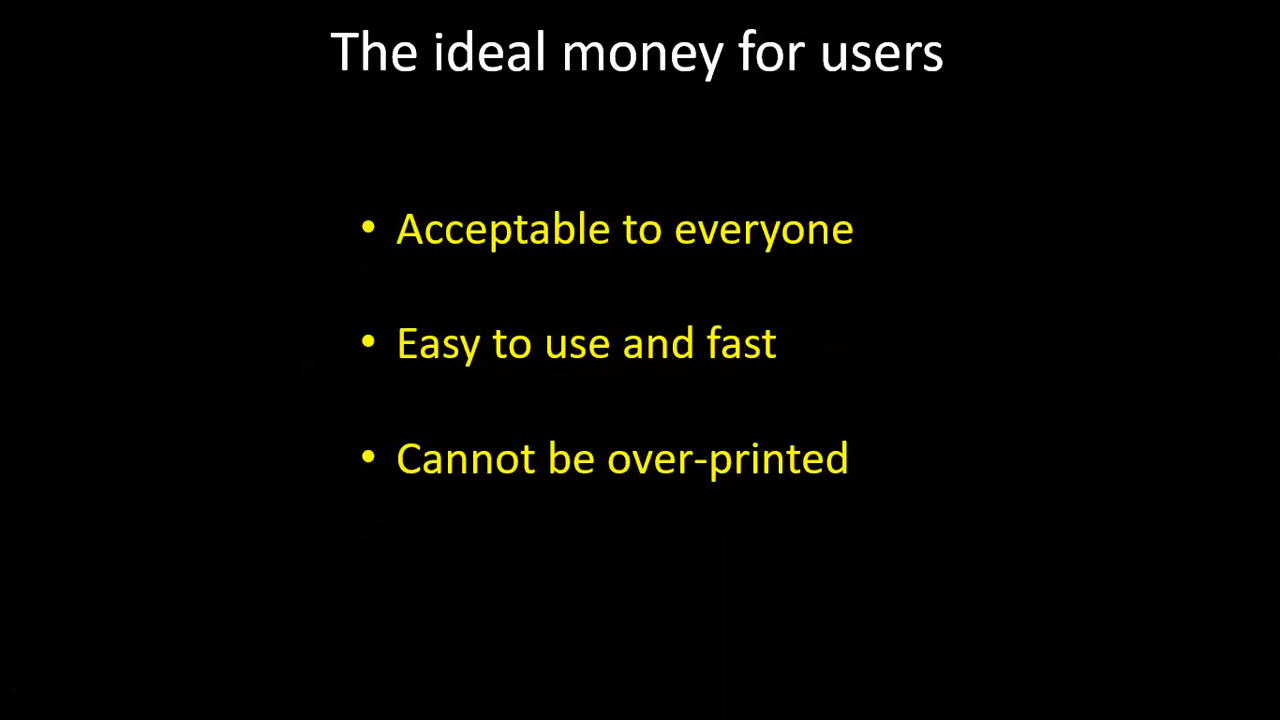 The ideal money for users
• Acceptable to everyone
• Easy to use and fast
• Cannot be over-printed